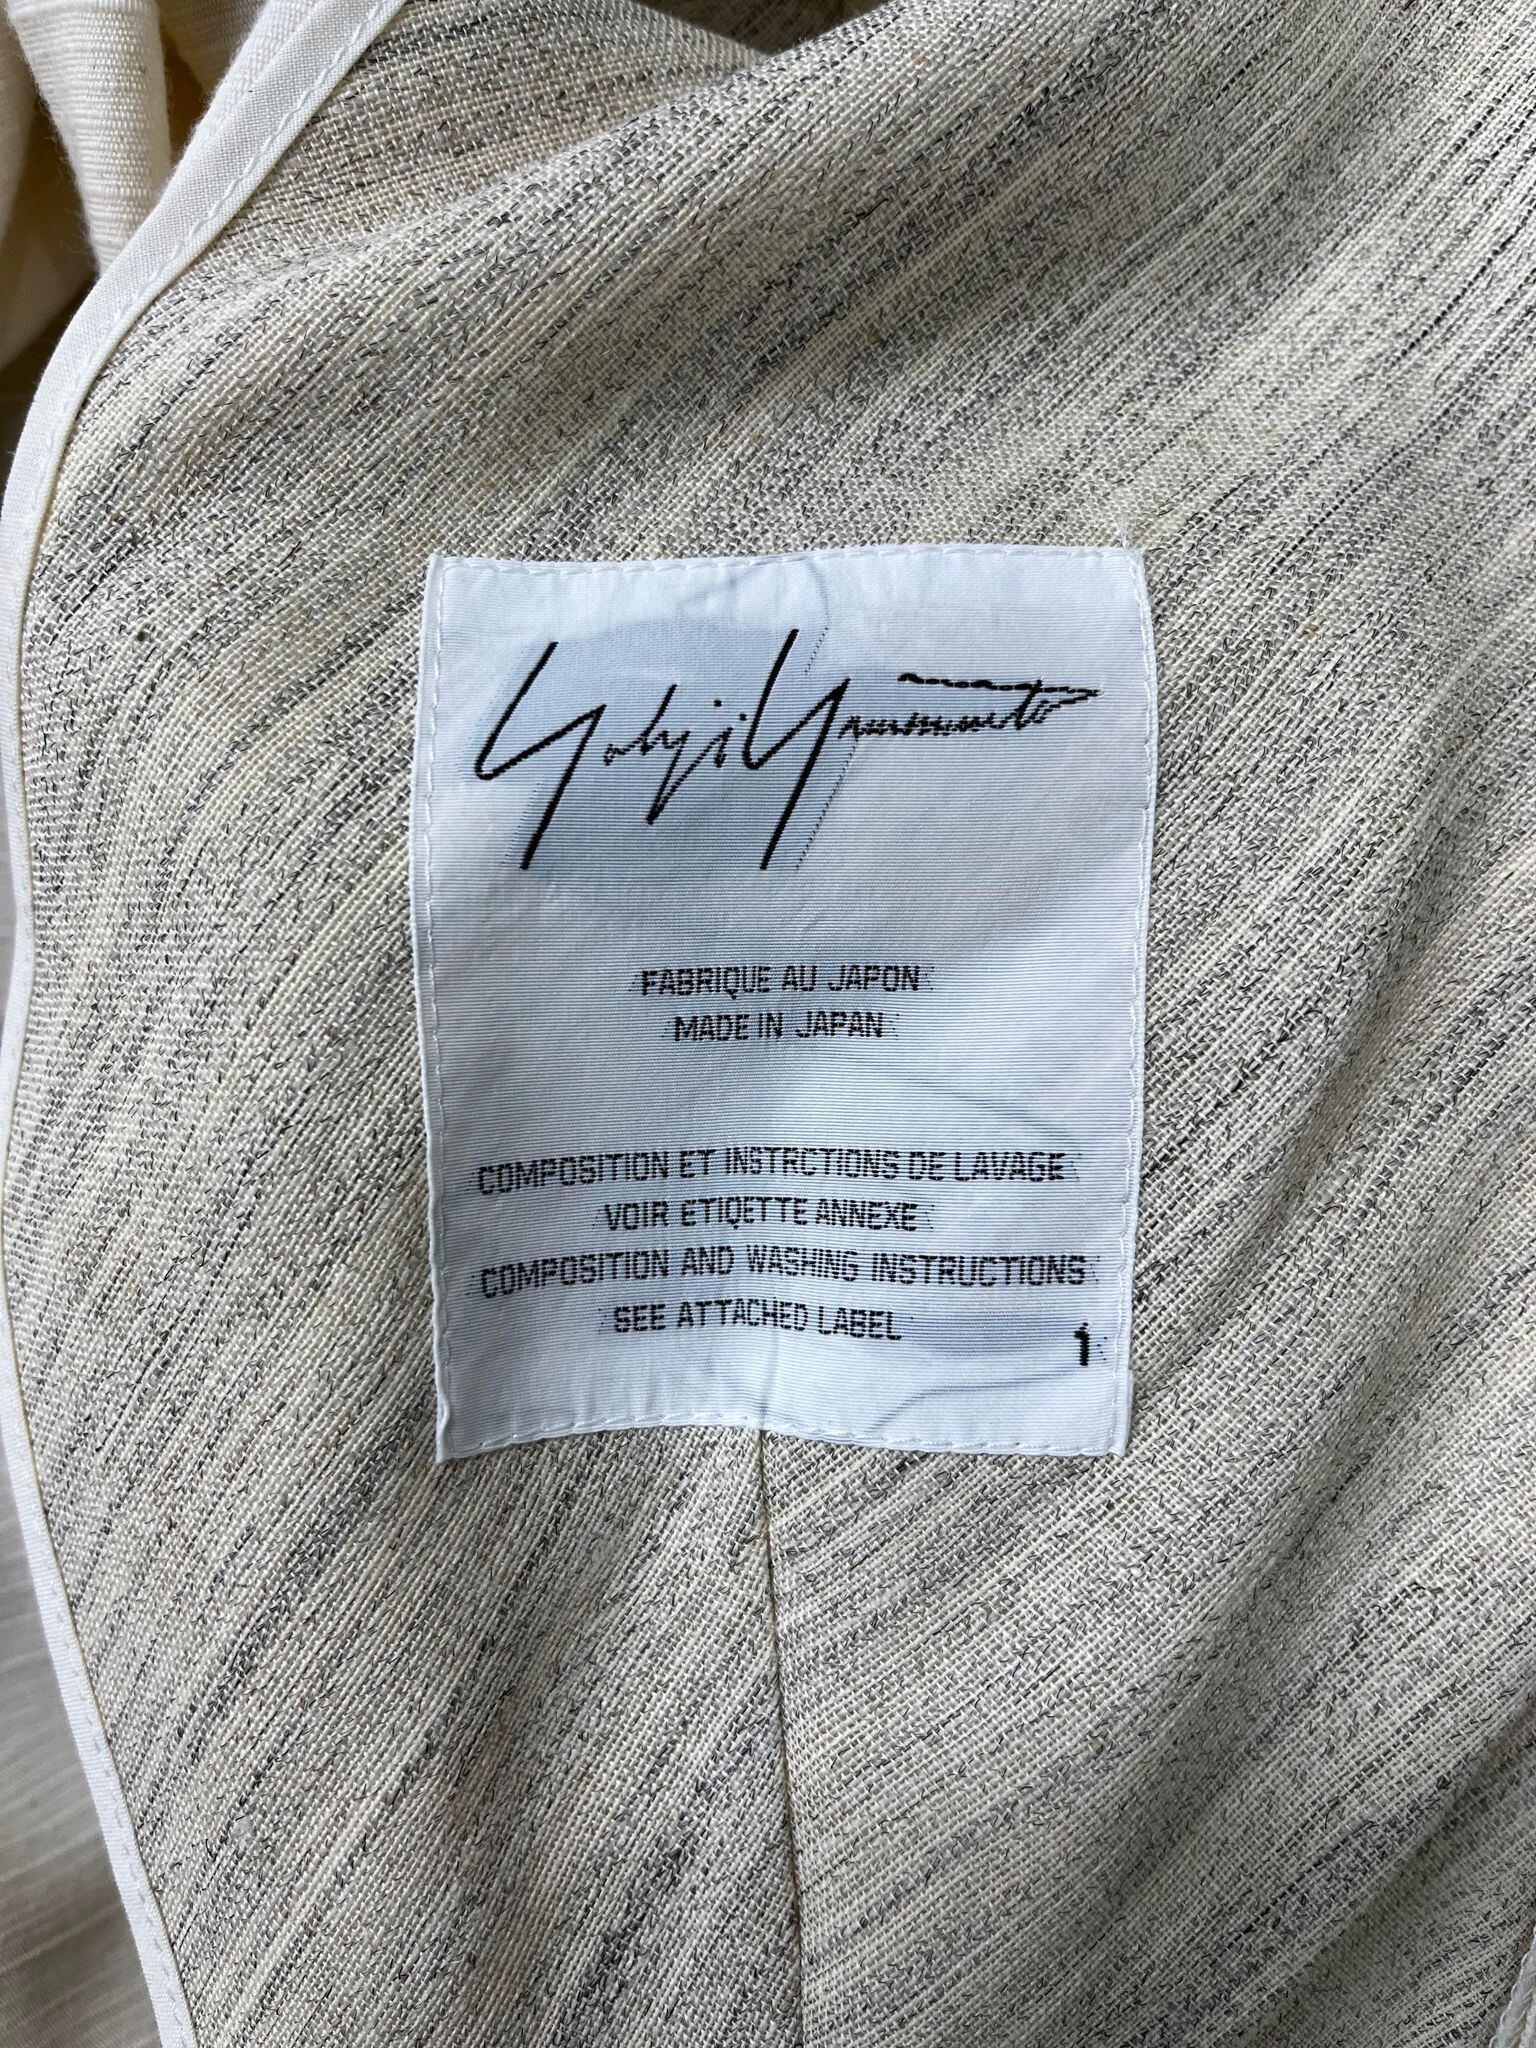 Yohji Yamamoto
FABRIQUE AU JAPON
MADE IN JAPAN
COMPOSITION ET INSTRCTIONS DE LAVAGE
VOIR ETIQETTE ANNEXE
COMPOSITION AND WASHING INSTRUCTIONS
SEE ATTACHED LABEL
1